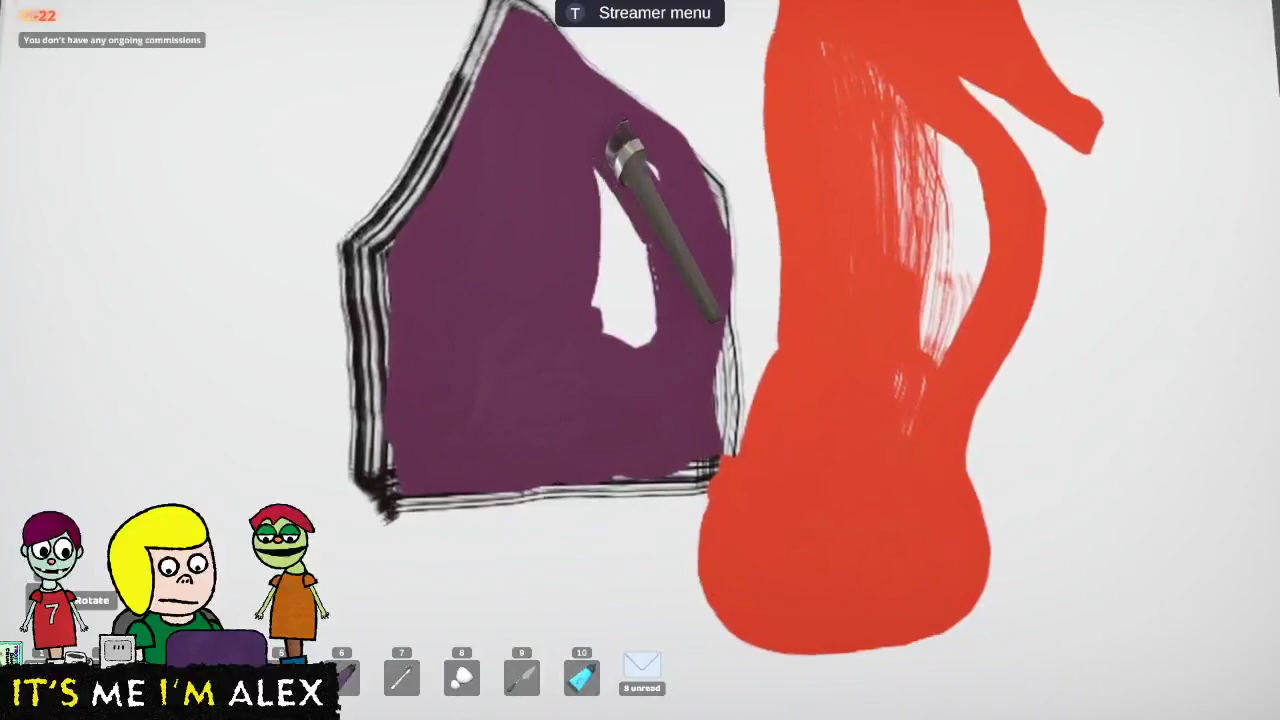 -22
T Streamer menu
You don't have any ongoing commissions
7
Rotate
5 6 7 8 9 10
8 unread
IT'S ME I'M ALEX